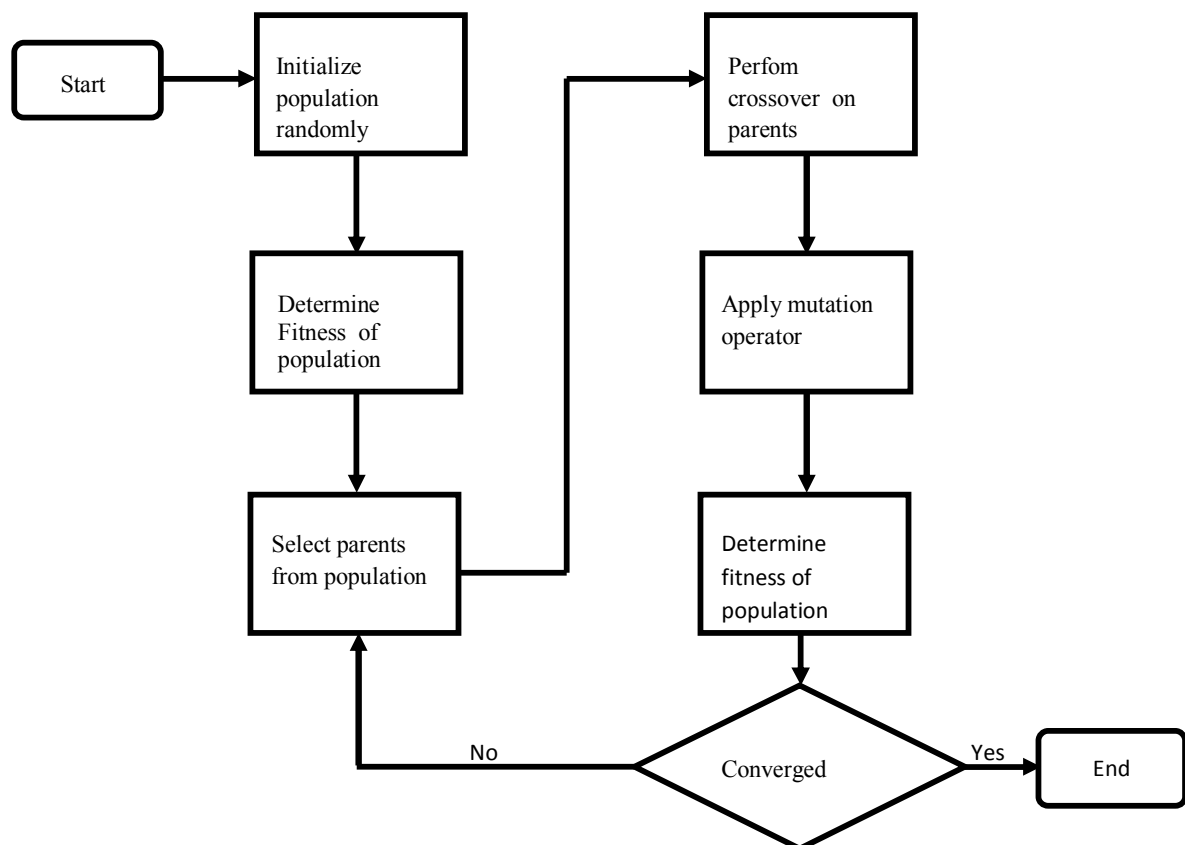 Start
Initialize
population
randomly
Determine
Fitness of
population
Select parents
from population
Perfom
crossover on
parents
Apply mutation
operator
Determine
fitness of
population
Converged
No
Yes
End